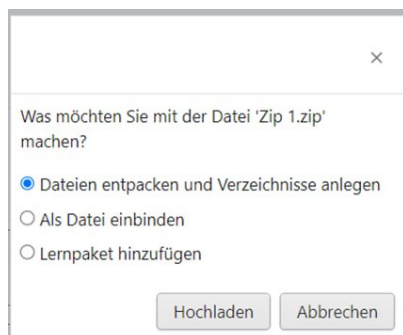 ×
Was möchten Sie mit der Datei 'Zip 1.zip'
machen?
Dateien entpacken und Verzeichnisse anlegen
Als Datei einbinden
Lernpaket hinzufügen
Hochladen Abbrechen